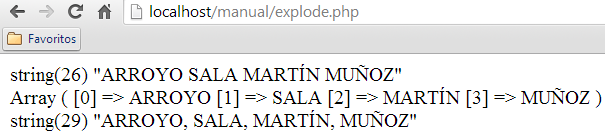 localhost/manual/explode.php
Favoritos
string(26) "ARROYO SALA MARTÍN MUÑOZ"
Array ( [0] => ARROYO [1] => SALA [2] => MARTÍN [3] => MUÑOZ )
string(29) "ARROYO, SALA, MARTÍN, MUÑOZ"